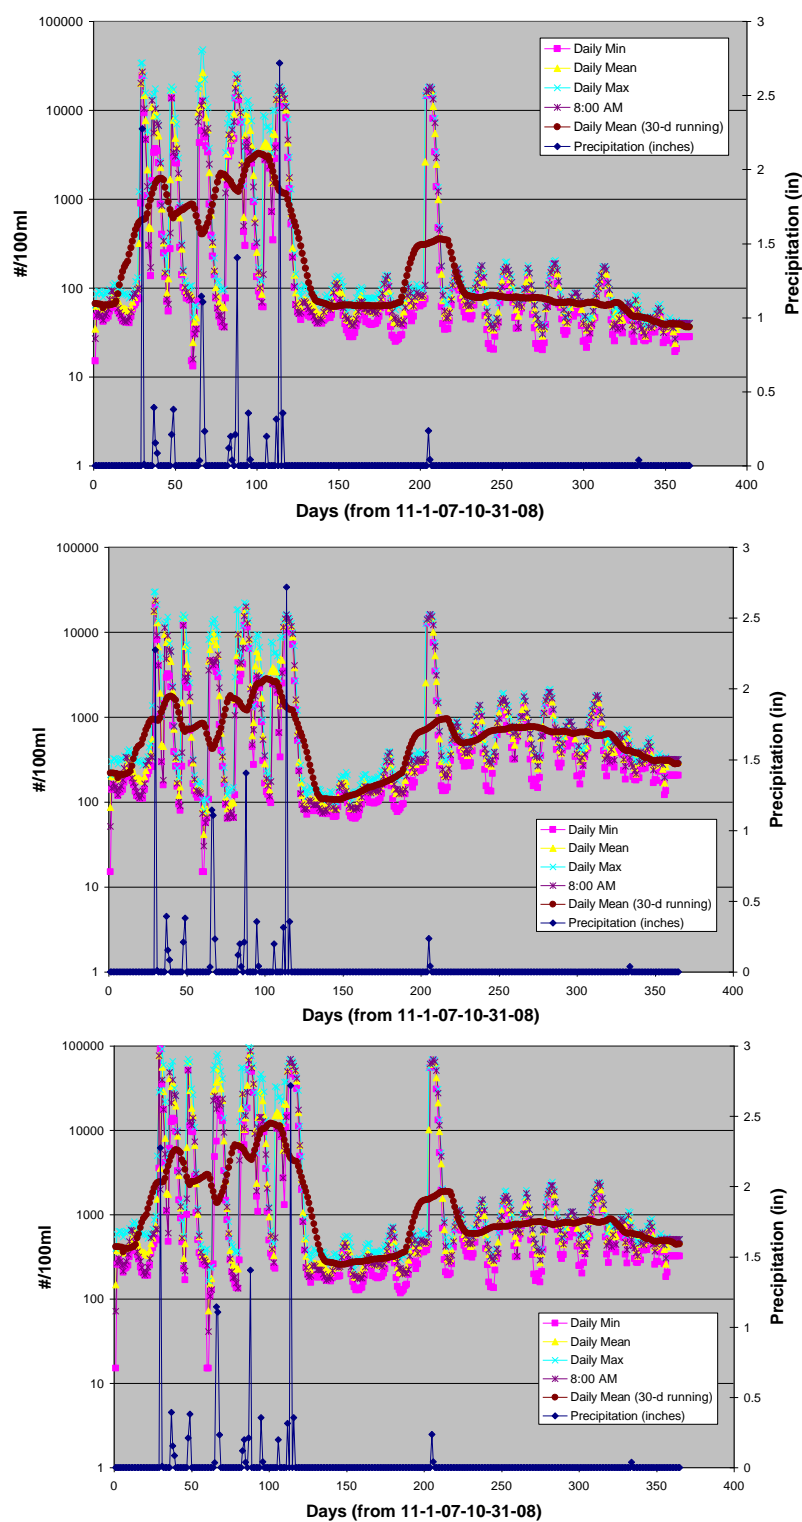 100000
10000
1000
100
10
1
#/100ml
3
2.5
2
1.5
1
0.5
0
Precipitation (in)
Daily Min
Daily Mean
Daily Max
8:00 AM
Daily Mean (30-d running)
Precipitation (inches)
0 50 100 150 200 250 300 350 400
Days (from 11-1-07-10-31-08)
100000
10000
1000
100
10
1
#/100ml
3
2.5
2
1.5
1
0.5
0
Precipitation (in)
Daily Min
Daily Mean
Daily Max
8:00 AM
Daily Mean (30-d running)
Precipitation (inches)
0 50 100 150 200 250 300 350 400
Days (from 11-1-07-10-31-08)
100000
10000
1000
100
10
1
#/100ml
3
2.5
2
1.5
1
0.5
0
Precipitation (in)
Daily Min
Daily Mean
Daily Max
8:00 AM
Daily Mean (30-d running)
Precipitation (inches)
0 50 100 150 200 250 300 350 400
Days (from 11-1-07-10-31-08)